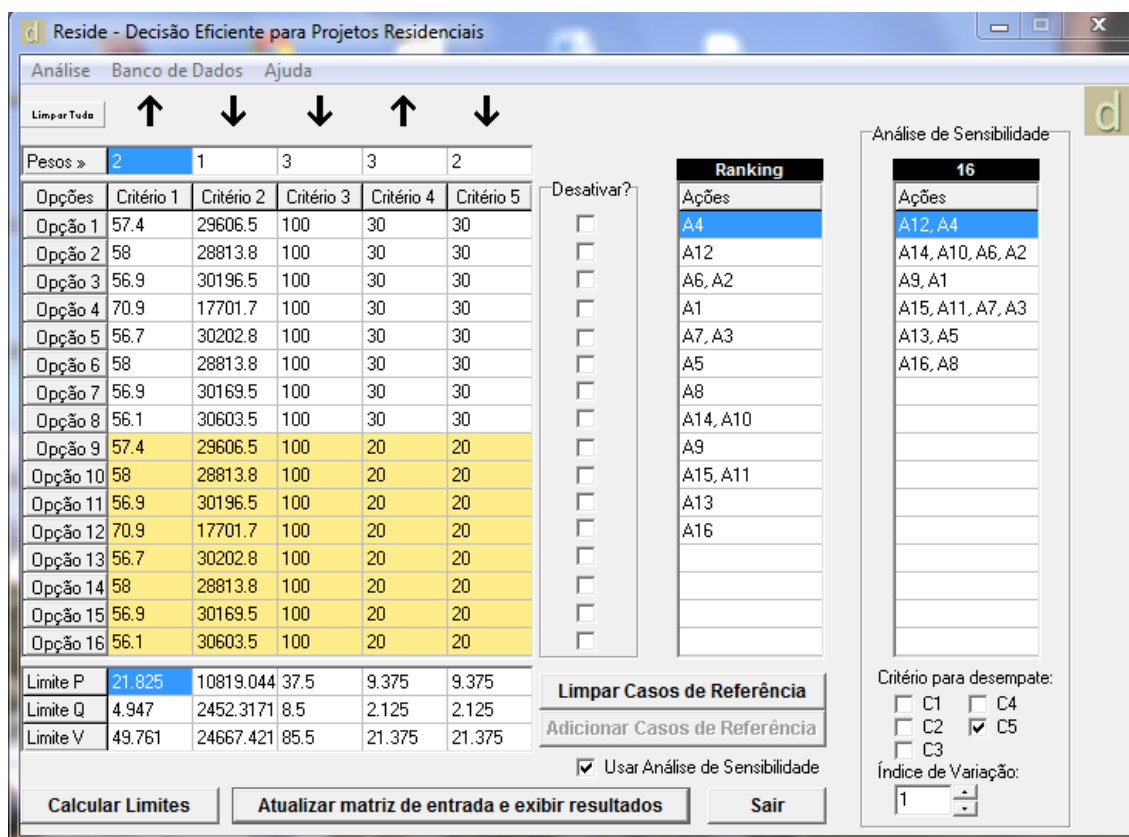 d Reside - Decisão Eficiente para Projetos Residenciais
Análise Banco de Dados Ajuda
Limpar Tudo
d
Análise de Sensibilidade
Pesos » 2 1 3 3 2
Ranking 16
Opções Critério 1 Critério 2 Critério 3 Critério 4 Critério 5 Desativar? Ações Ações
Opção 1 57.4 29606.5 100 30 30 A4 A12, A4
Opção 2 58 28813.8 100 30 30 A12 A14, A10, A6, A2
Opção 3 56.9 30196.5 100 30 30 A6, A2 A9, A1
Opção 4 70.9 17701.7 100 30 30 A1 A15, A11, A7, A3
Opção 5 56.7 30202.8 100 30 30 A7, A3 A13, A5
Opção 6 58 28813.8 100 30 30 A5 A16, A8
Opção 7 56.9 30169.5 100 30 30 A8
Opção 8 56.1 30603.5 100 30 30 A14, A10
Opção 9 57.4 29606.5 100 20 20 A9
Opção 10 58 28813.8 100 20 20 A15, A11
Opção 11 56.9 30196.5 100 20 20 A13
Opção 12 70.9 17701.7 100 20 20 A16
Opção 13 56.7 30202.8 100 20 20
Opção 14 58 28813.8 100 20 20
Opção 15 56.9 30169.5 100 20 20
Opção 16 56.1 30603.5 100 20 20
Limite P 21.825 10819.044 37.5 9.375 9.375
Limite Q 4.947 2452.3171 8.5 2.125 2.125
Limite V 49.761 24667.421 85.5 21.375 21.375
Limpar Casos de Referência
Adicionar Casos de Referência
Usar Análise de Sensibilidade
Critério para desempate:
C1 C4
C2 C5
C3
Índice de Variação:
1
Calcular Limites Atualizar matriz de entrada e exibir resultados Sair